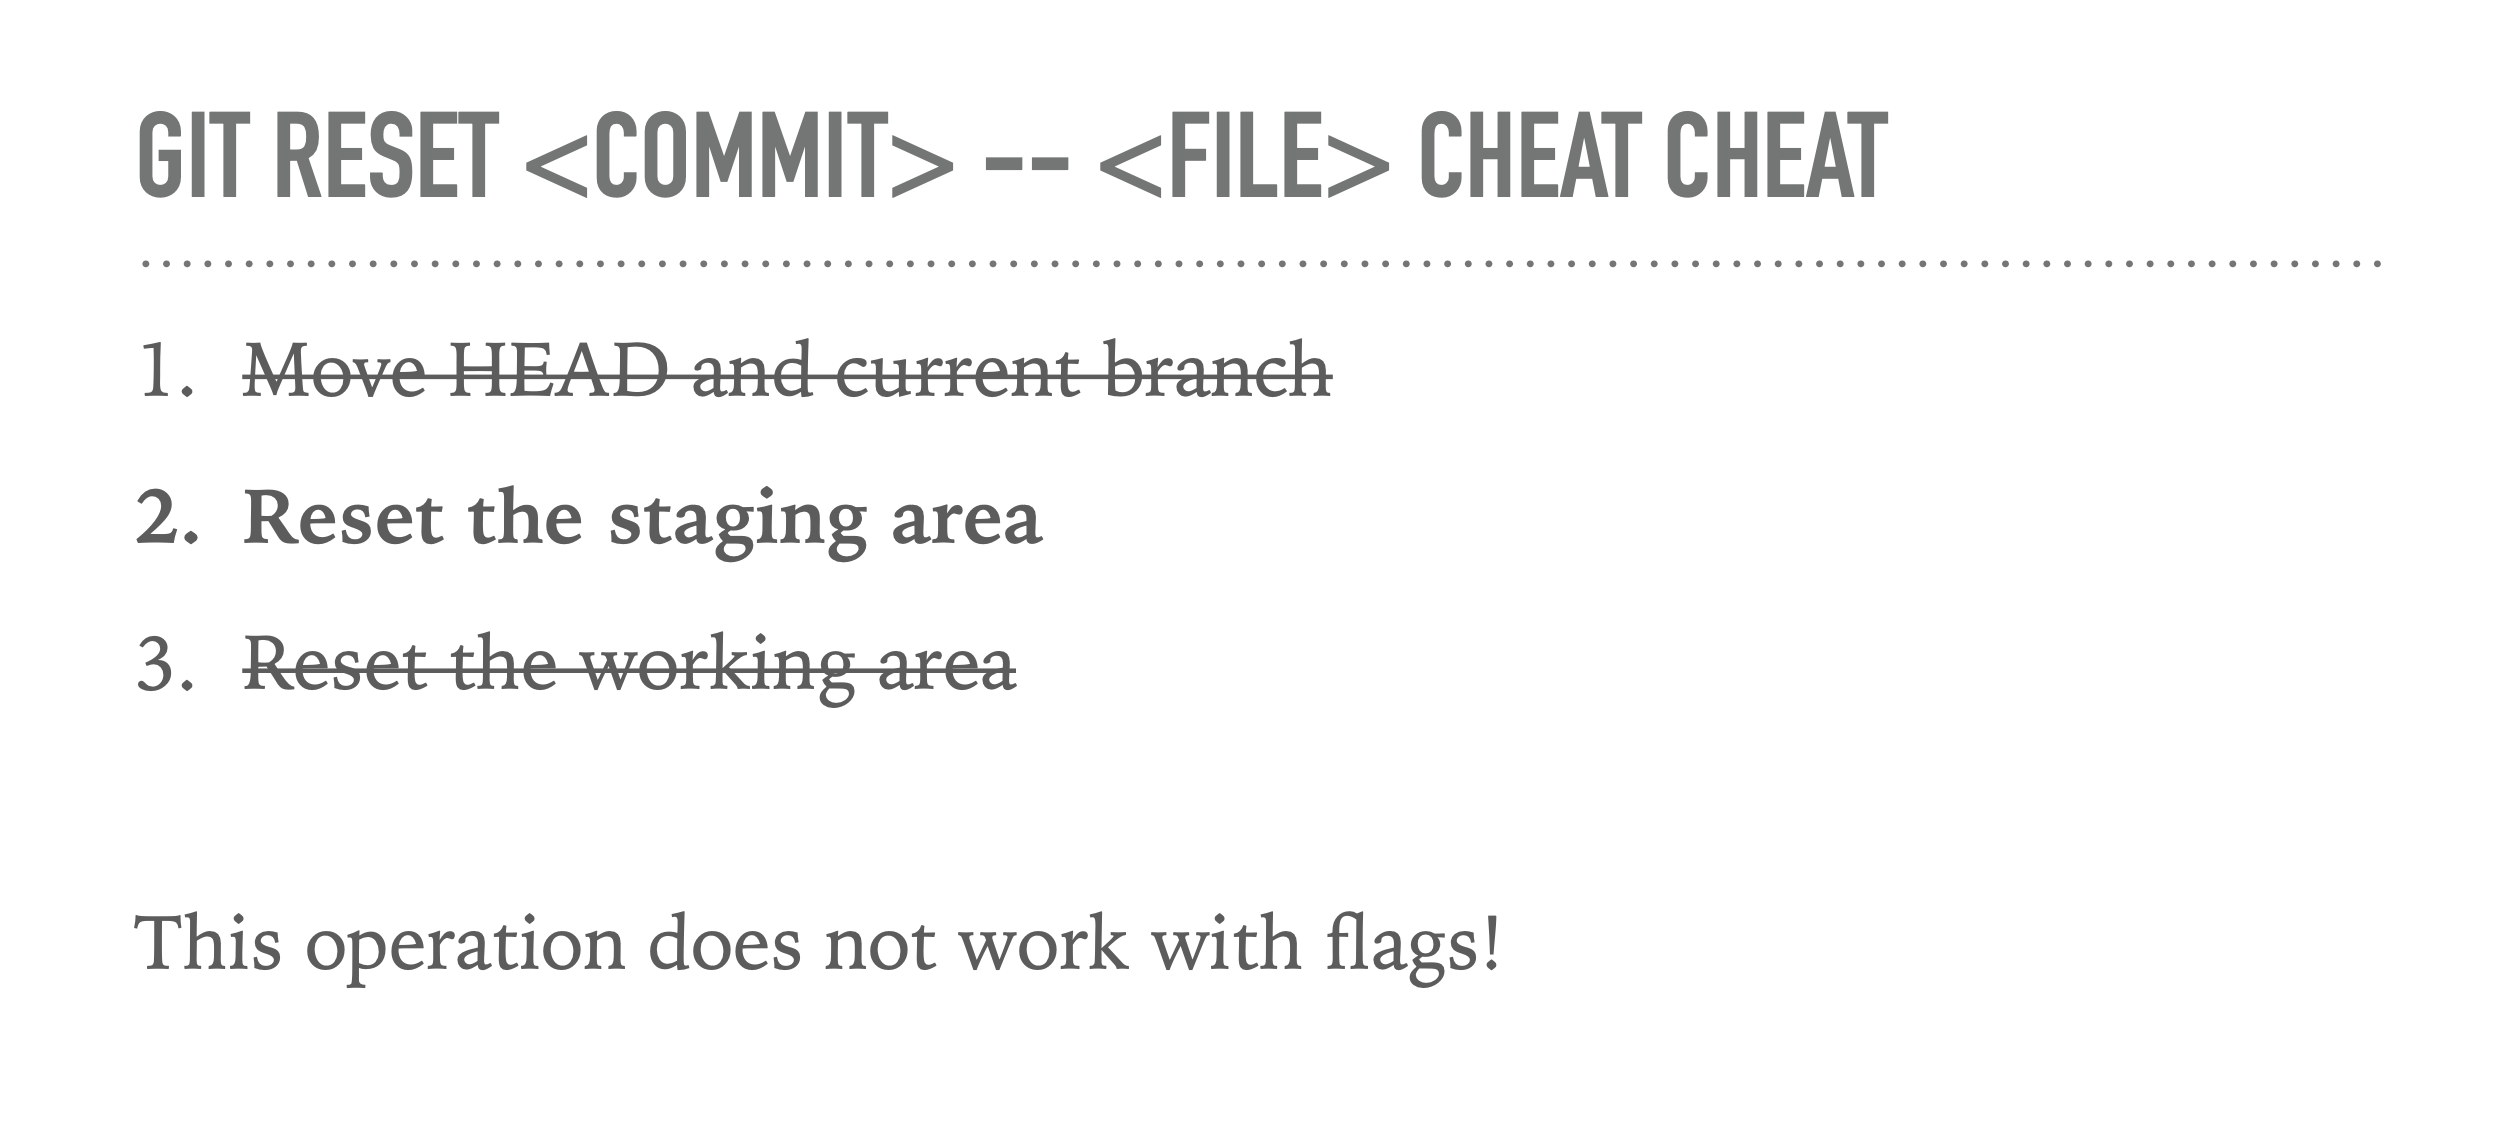 GIT RESET <COMMIT> -- <FILE> CHEAT CHEAT
1. Move HEAD and current branch
2. Reset the staging area
3. Reset the working area
This operation does not work with flags!